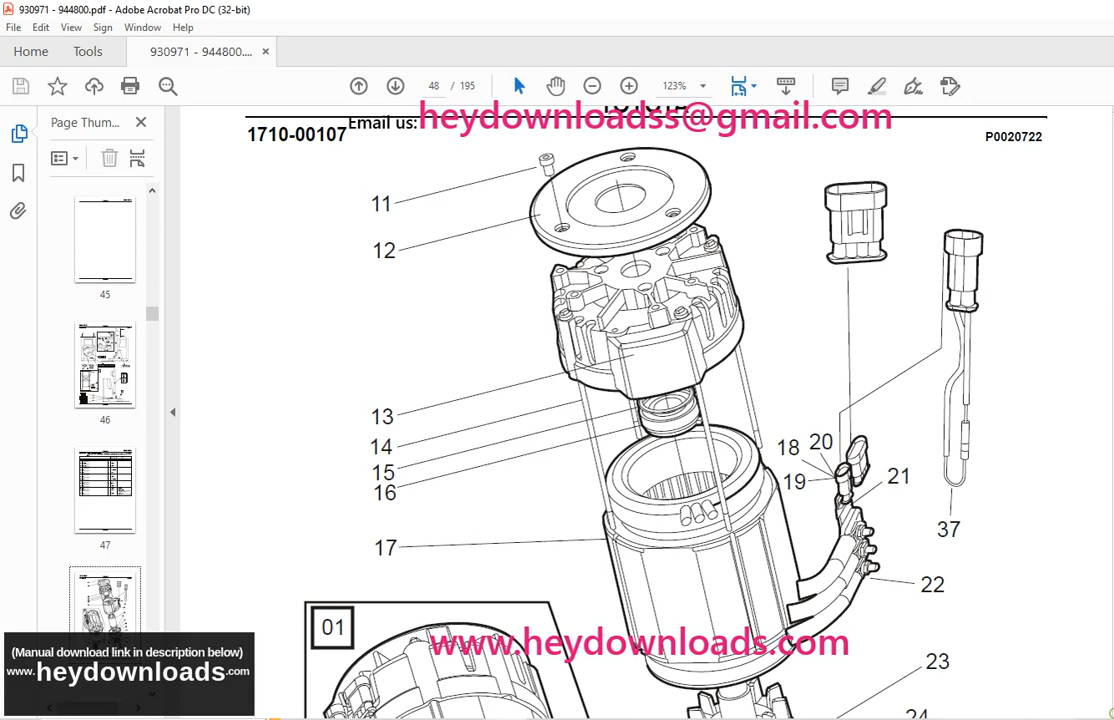 930971 - 944800.pdf - Adobe Acrobat Pro DC (32-bit)
File Edit View Sign Window Help
Home Tools 930971 - 944800.... ×
48 / 195 123%
Page Thum...
TOYOTA
Email us: heydownloadss@gmail.com
1710-00107
P0020722
11
12
13
14
15
16
17
18
20
19
21
37
22
23
24
01
45
46
47
www.heydownloads.com
(Manual download link in description below)
www.heydownloads.com